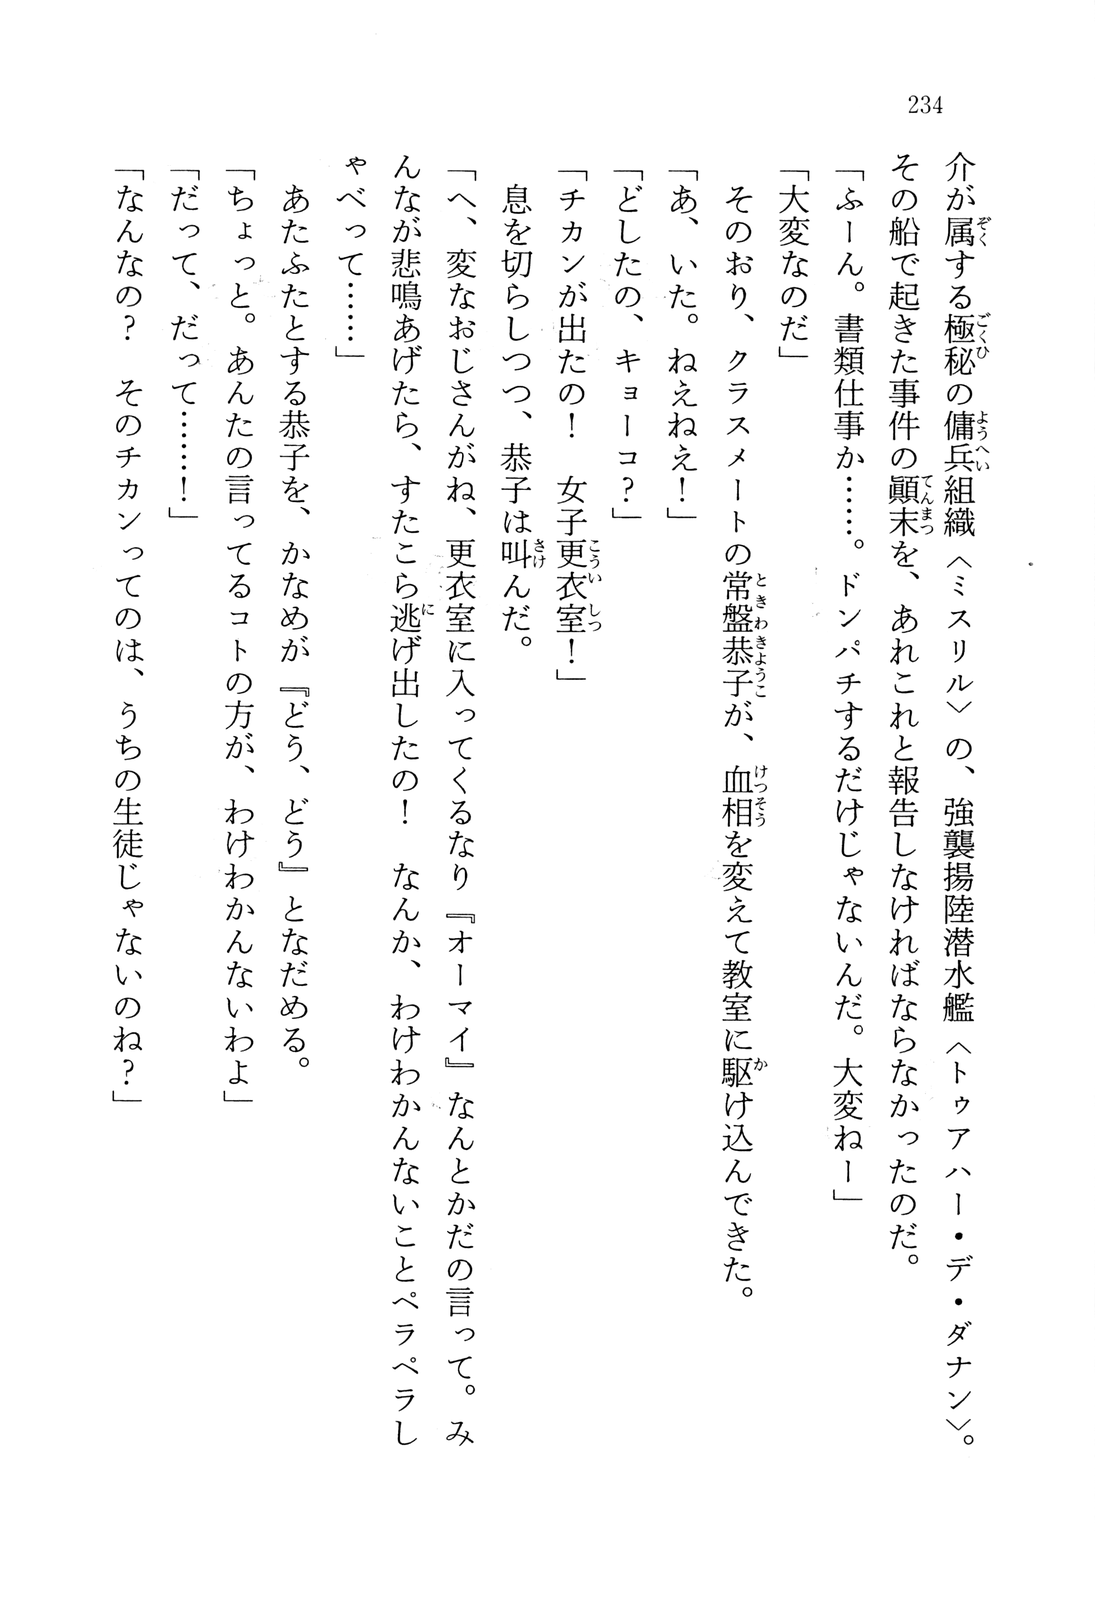 234
介が属する極秘の傭兵組織〈ミスリル〉の、強襲揚陸潜水艦〈トゥアハー・デ・ダナン〉。
その船で起きた事件の顚末を、あれこれと報告しなければならなかったのだ。
「ふーん。書類仕事か……。ドンパチするだけじゃないんだ。大変ねー」
「大変なのだ」
そのおり、クラスメートの常盤恭子が、血相を変えて教室に駆け込んできた。
「あ、いた。ねえねえ！」
「どしたの、キョーコ？」
「チカンが出たの！　女子更衣室！」
息を切らしつつ、恭子は叫んだ。
「へ、変なおじさんがね、更衣室に入ってくるなり『オーマイ』なんとかだの言って。み
んなが悲鳴あげたら、すたこら逃げ出したの！　なんか、わけわかんないことペラペラし
ゃべって……」
あたふたとする恭子を、かなめが『どう、どう』となだめる。
「ちょっと。あんたの言ってるコトの方が、わけわかんないわよ」
「だって、だって……！」
「なんなの？　そのチカンってのは、うちの生徒じゃないのね？」